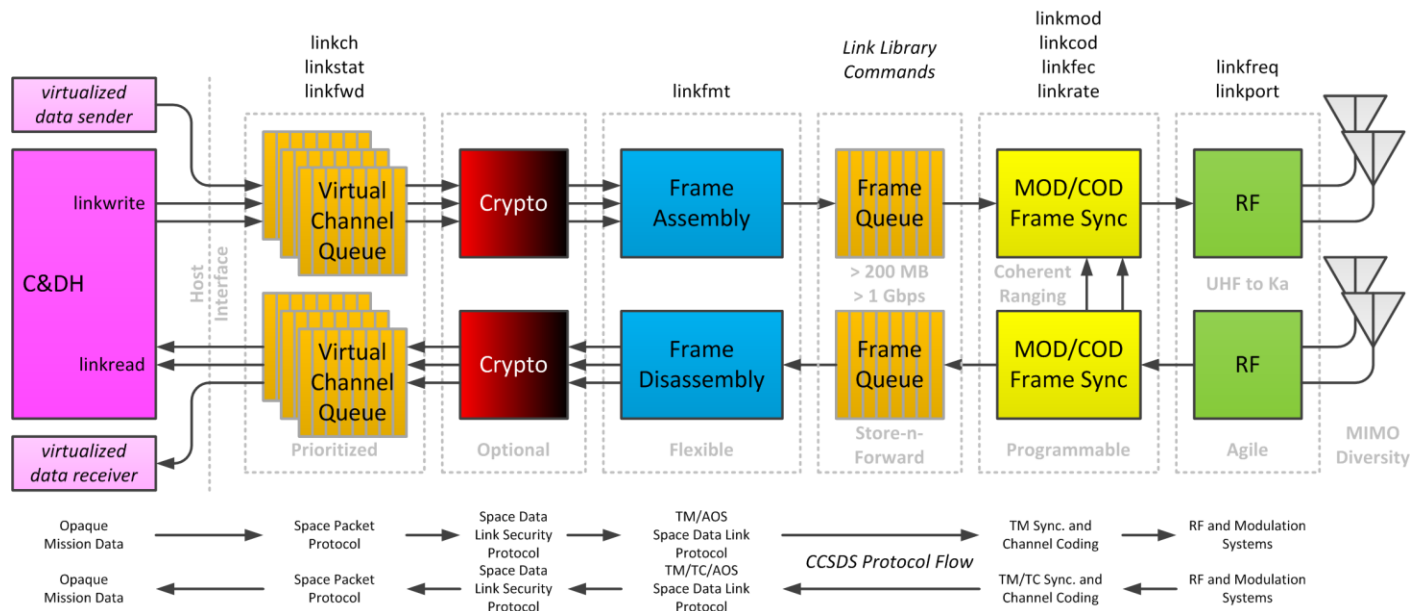 linkch
linkstat
linkfwd
linkfmt
Link Library
Commands
linkmod
linkcod
linkfec
linkrate
linkfreq
linkport
virtualized
data sender
linkwrite
C&DH
linkread
virtualized
data receiver
Host
Interface
Virtual
Channel
Queue
Crypto
Frame
Assembly
Frame
Queue
MOD/COD
Frame Sync
RF
> 200 MB
> 1 Gbps
Coherent
Ranging
UHF to Ka
Virtual
Channel
Queue
Crypto
Frame
Disassembly
Frame
Queue
MOD/COD
Frame Sync
RF
Prioritized
Optional
Flexible
Store-n-
Forward
Programmable
Agile
MIMO
Diversity
Opaque
Mission Data
Space Packet
Protocol
Space Data
Link Security
Protocol
TM/AOS
Space Data Link
Protocol
TM Sync. and
Channel Coding
RF and Modulation
Systems
CCSDS Protocol Flow
Opaque
Mission Data
Space Packet
Protocol
Space Data
Link Security
Protocol
TM/TC/AOS
Space Data Link
Protocol
TM/TC Sync. and
Channel Coding
RF and Modulation
Systems